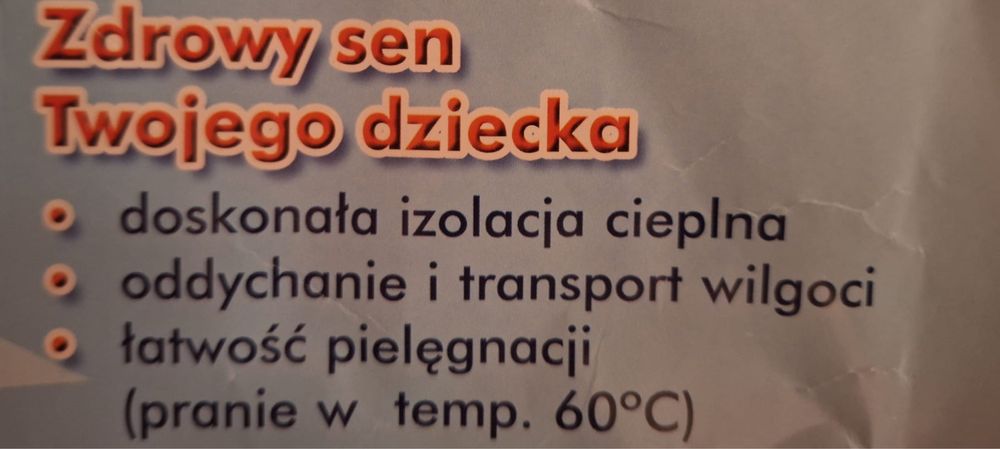 Zdrowy sen
Twojego dziecka
• doskonała izolacja cieplna
• oddychanie i transport wilgoci
• łatwość pielęgnacji
(pranie w temp. 60°C)